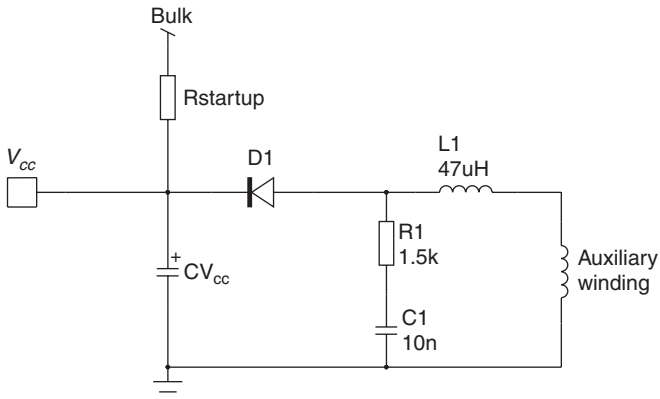 Bulk
Rstartup
Vcc
D1
L1
47uH
R1
1.5k
+
CVcc
Auxiliary
winding
C1
10n